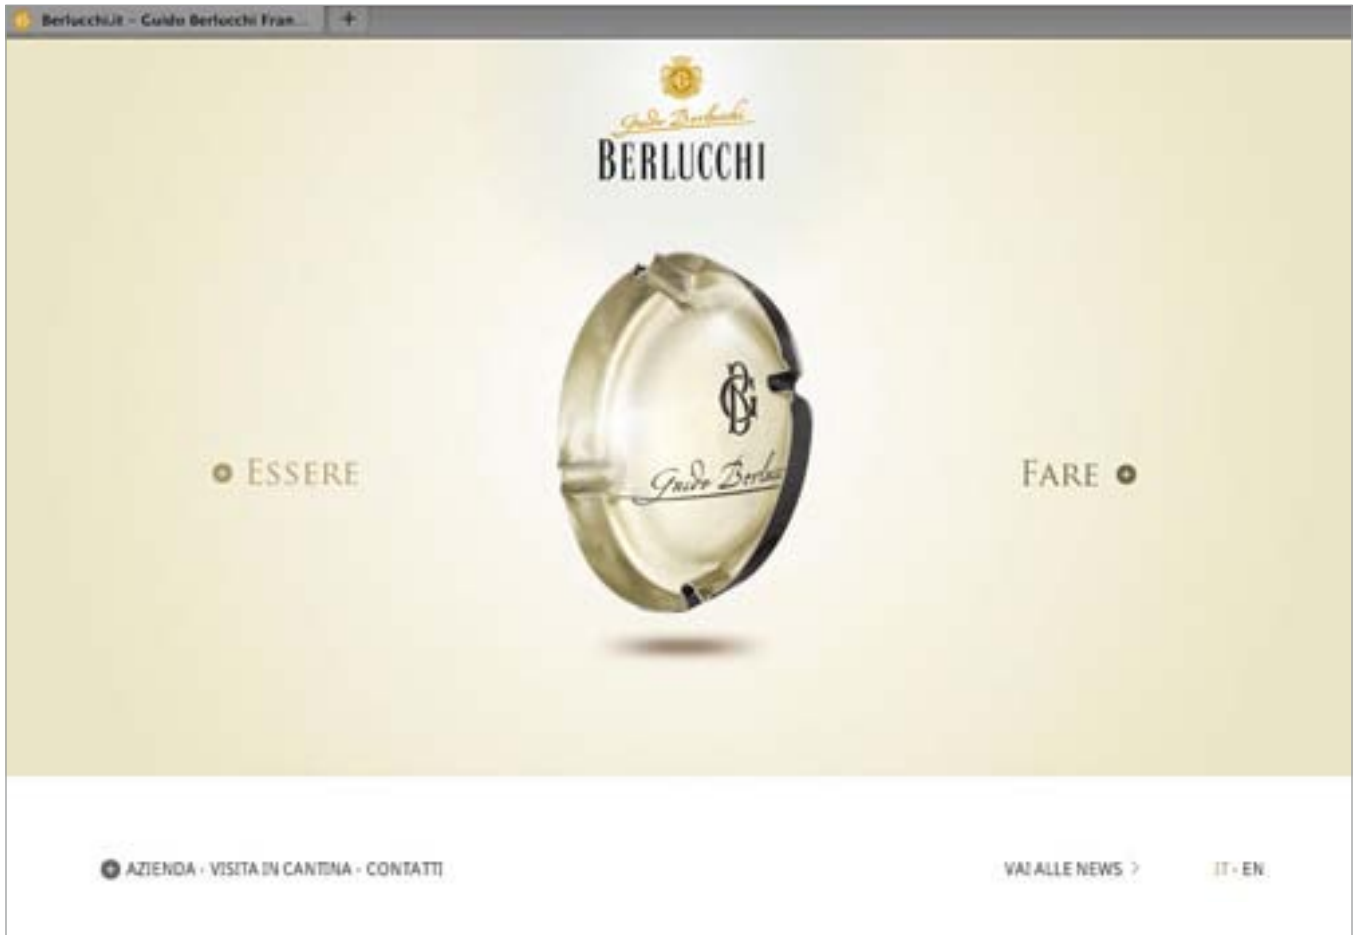 Berlucchi.it – Guido Berlucchi Fran...
+
G
Guido Berlucchi
BERLUCCHI
GB
Guido Berlucc
ESSERE
FARE
AZIENDA - VISITA IN CANTINA - CONTATTI
VAI ALLE NEWS >
IT - EN